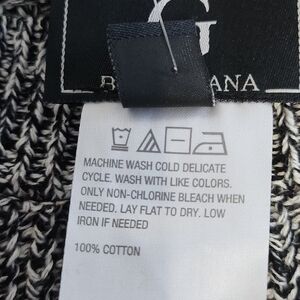 G
ANA
MACHINE WASH COLD DELICATE
CYCLE. WASH WITH LIKE COLORS.
ONLY NON-CHLORINE BLEACH WHEN
NEEDED. LAY FLAT TO DRY. LOW
IRON IF NEEDED
100% COTTON